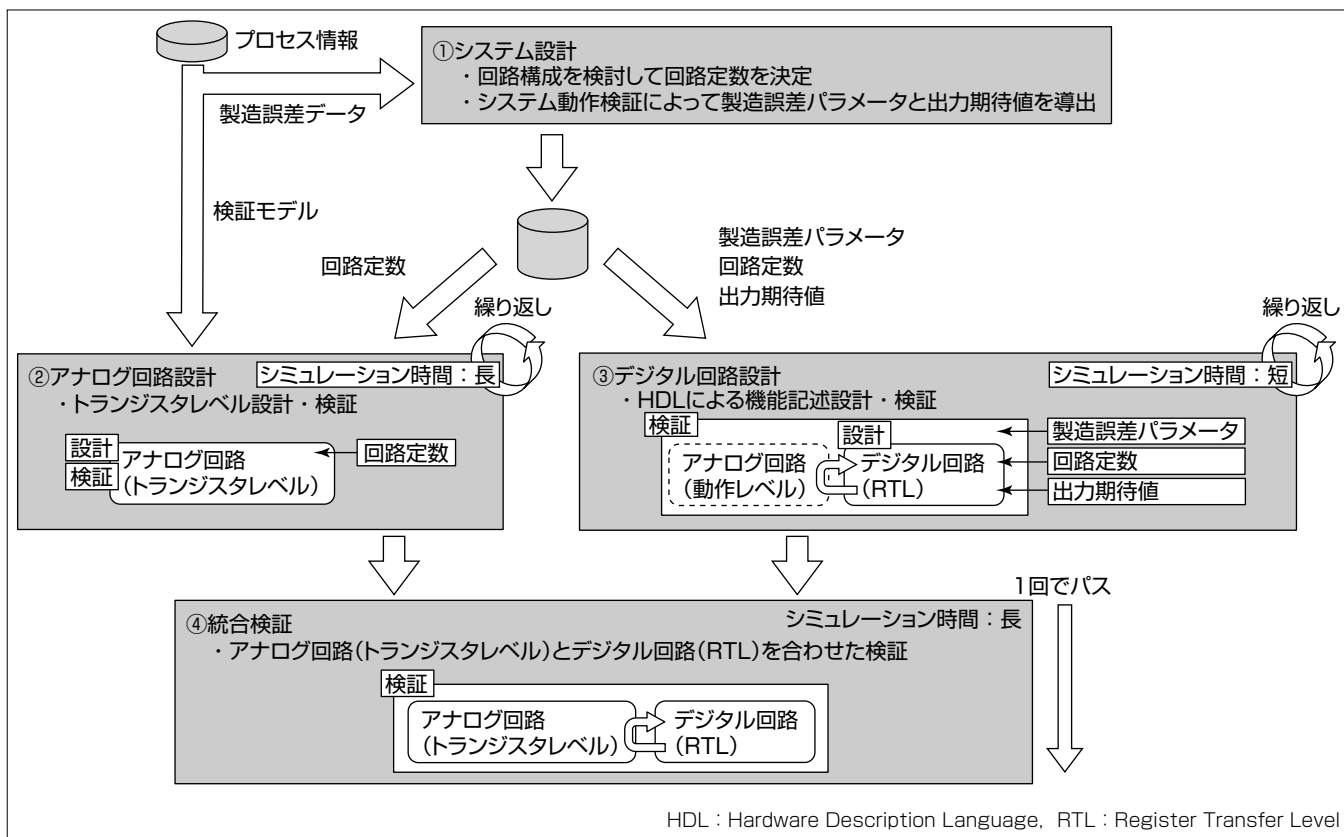 プロセス情報
①システム設計
・回路構成を検討して回路定数を決定
・システム動作検証によって製造誤差パラメータと出力期待値を導出
製造誤差データ
検証モデル
回路定数
製造誤差パラメータ
回路定数
出力期待値
繰り返し
②アナログ回路設計
シミュレーション時間：長
・トランジスタレベル設計・検証
設計
検証
アナログ回路
(トランジスタレベル)
回路定数
繰り返し
③デジタル回路設計
シミュレーション時間：短
・HDLによる機能記述設計・検証
検証
設計
アナログ回路
(動作レベル)
デジタル回路
(RTL)
製造誤差パラメータ
回路定数
出力期待値
1回でパス
④統合検証
シミュレーション時間：長
・アナログ回路(トランジスタレベル)とデジタル回路(RTL)を合わせた検証
検証
アナログ回路
(トランジスタレベル)
デジタル回路
(RTL)
HDL：Hardware Description Language, RTL：Register Transfer Level